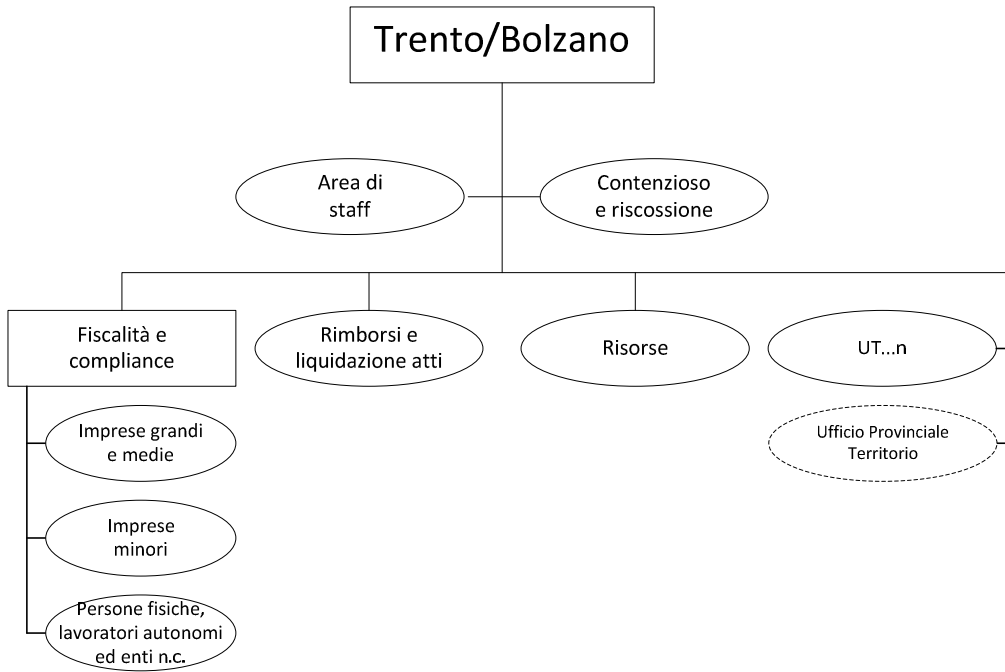 Trento/Bolzano
Area di
staff
Contenzioso
e riscossione
Fiscalità e
compliance
Rimborsi e
liquidazione atti
Risorse
UT...n
Imprese grandi
e medie
Ufficio Provinciale
Territorio
Imprese
minori
Persone fisiche,
lavoratori autonomi
ed enti n.c.